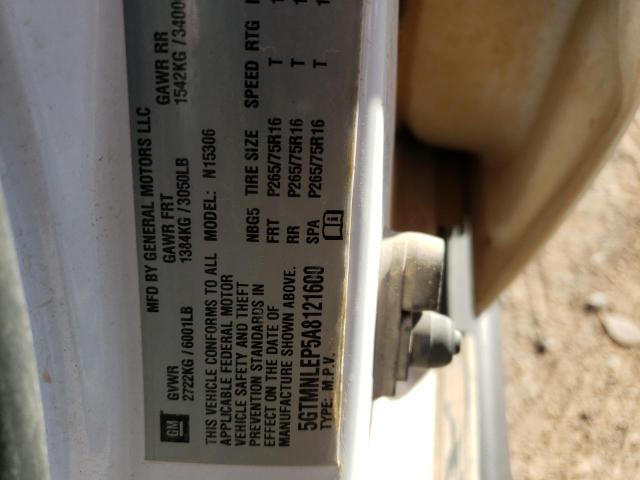 MFD BY GENERAL MOTORS LLC
GM
GVWR GAWR FRT GAWR RR
2722KG / 6001LB 1384KG / 3050LB 1542KG / 3400
THIS VEHICLE CONFORMS TO ALL
APPLICABLE FEDERAL MOTOR
VEHICLE SAFETY AND THEFT
PREVENTION STANDARDS IN
EFFECT ON THE DATE OF
MANUFACTURE SHOWN ABOVE.
5GTMNLEP5A8121600
TYPE: M.P.V.
MODEL: N15306
NBG5 TIRE SIZE SPEED RTG
FRT P265/75R16 T
RR P265/75R16 T
SPA P265/75R16 T